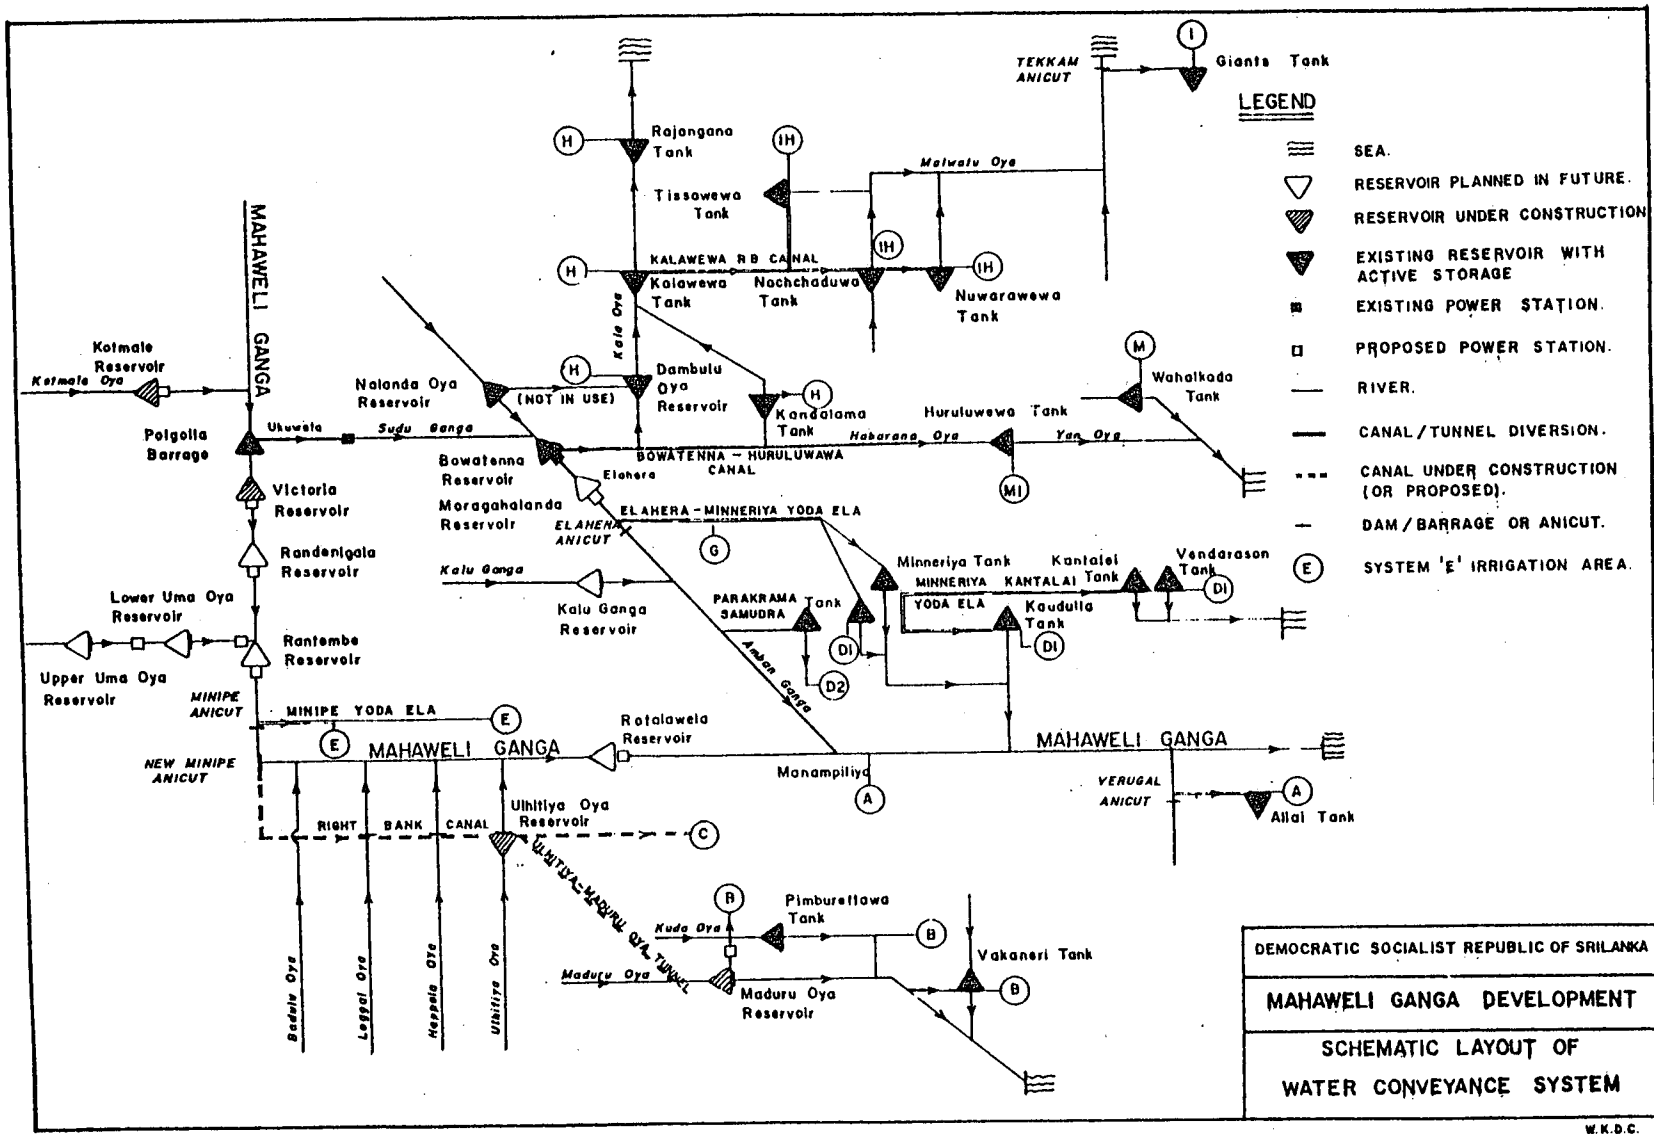 I
TEKKAM
ANICUT
Giants Tank
LEGEND
SEA.
RESERVOIR PLANNED IN FUTURE.
RESERVOIR UNDER CONSTRUCTION
EXISTING RESERVOIR WITH
ACTIVE STORAGE
EXISTING POWER STATION.
PROPOSED POWER STATION.
RIVER.
CANAL/TUNNEL DIVERSION.
CANAL UNDER CONSTRUCTION
(OR PROPOSED).
DAM/BARRAGE OR ANICUT.
E
SYSTEM 'E' IRRIGATION AREA.
H
Rajangana
Tank
IH
Tissawewa
Tank
Malwatu Oya
MAHAWELI GANGA
H
KALAWEWA RB CANAL
Kalawewa
Tank
Nachchaduwa
Tank
IH
IH
Nuwarawewa
Tank
Kala Oya
Kotmale
Reservoir
Kotmale Oya
Nalanda Oya
Reservoir
(NOT IN USE)
H
Dambulu
Oya
Reservoir
H
Kandalama
Tank
M
Wahalkada
Tank
Huruluwewa Tank
Habarana Oya
Yan Oya
MI
Polgolla
Barrage
Ukuwela
Sudu Ganga
Bowatenna
Reservoir
BOWATENNA - HURULUWAWA
CANAL
Elahera
Moragahalanda
Reservoir
ELAHERA
ANICUT
ELAHERA - MINNERIYA YODA ELA
G
Victoria
Reservoir
Randenigala
Reservoir
Lower Uma Oya
Reservoir
Rantembe
Reservoir
Upper Uma Oya
Reservoir
Kalu Ganga
Kalu Ganga
Reservoir
Minneriya Tank
MINNERIYA KANTALAI
YODA ELA
Kantalai
Tank
Vendarason
Tank
DI
Kaudulla
Tank
DI
PARAKRAMA
SAMUDRA
Tank
DI
D2
Amban Ganga
MINIPE
ANICUT
MINIPE YODA ELA
E
E
NEW MINIPE
ANICUT
MAHAWELI GANGA
Rotalawela
Reservoir
MAHAWELI GANGA
Manampitiya
A
VERUGAL
ANICUT
A
Allai Tank
RIGHT BANK CANAL
Ulhitiya Oya
Reservoir
C
ULHITIYA-MADURU OYA TUNNEL
Badulu Oya
Loggal Oya
Heppola Oya
Ulhitiya Oya
B
Kuda Oya
Pimburettawa
Tank
B
Maduru Oya
Maduru Oya
Reservoir
Vakaneri Tank
B
DEMOCRATIC SOCIALIST REPUBLIC OF SRILANKA
MAHAWELI GANGA DEVELOPMENT
SCHEMATIC LAYOUT OF
WATER CONVEYANCE SYSTEM
W.K.D.C.